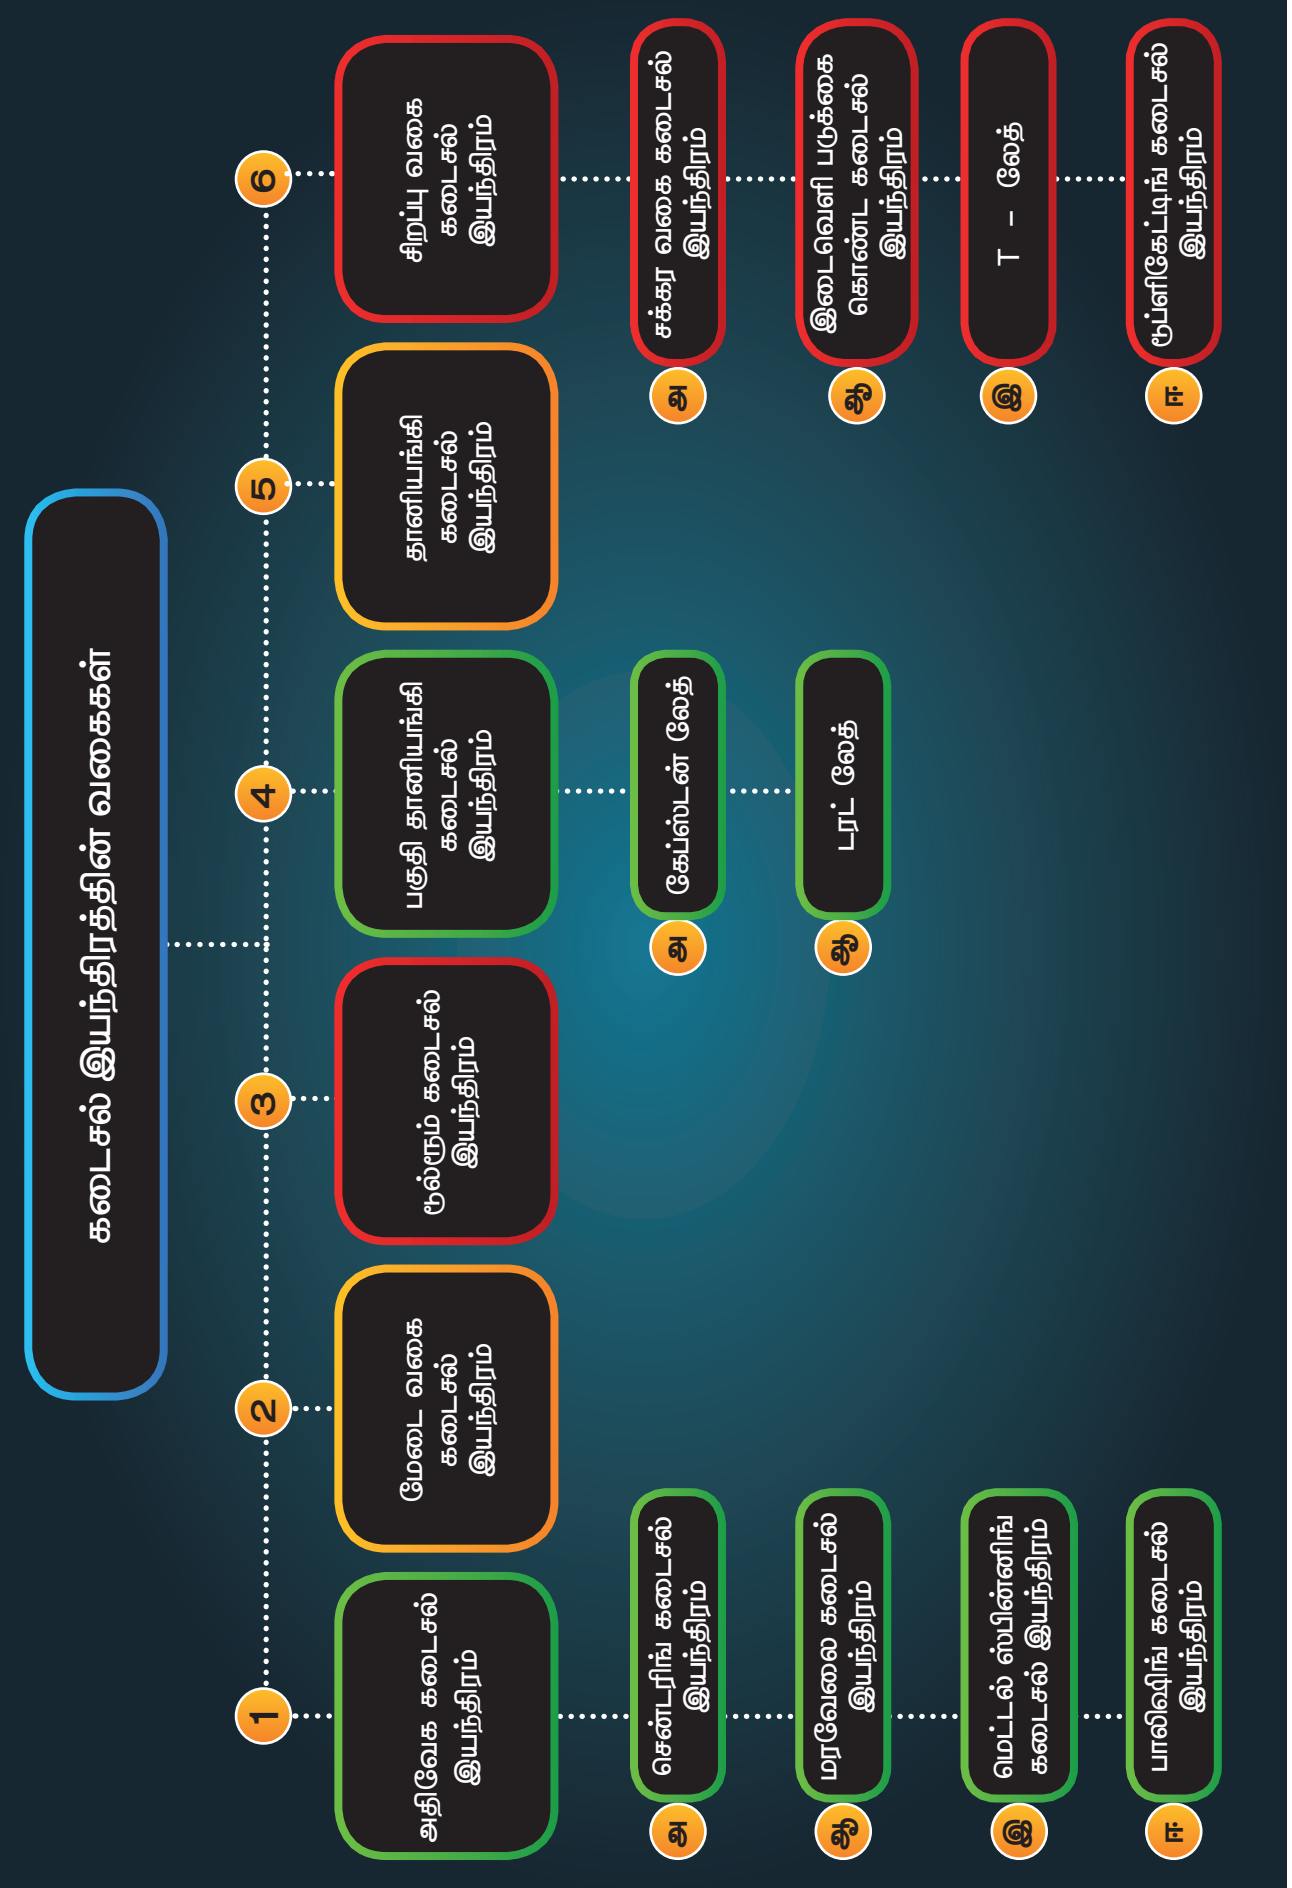 கடைசல் இயந்திரத்தின் வகைகள்
1
அதிவேக கடைசல்
இயந்திரம்
அ
சென்டரிங் கடைசல்
இயந்திரம்
ஆ
மரவேலை கடைசல்
இயந்திரம்
இ
மெட்டல் ஸ்பின்னிங்
கடைசல் இயந்திரம்
ஈ
பாலிஷிங் கடைசல்
இயந்திரம்
2
மேடை வகை
கடைசல்
இயந்திரம்
3
டூல்ரூம் கடைசல்
இயந்திரம்
4
பகுதி தானியங்கி
கடைசல்
இயந்திரம்
அ
கேப்ஸ்டன் லேத்
ஆ
டரட் லேத்
5
தானியங்கி
கடைசல்
இயந்திரம்
6
சிறப்பு வகை
கடைசல்
இயந்திரம்
அ
சக்கர வகை கடைசல்
இயந்திரம்
ஆ
இடைவெளி படுக்கை
கொண்ட கடைசல்
இயந்திரம்
இ
T – லேத்
ஈ
டூப்ளிகேட்டிங் கடைசல்
இயந்திரம்